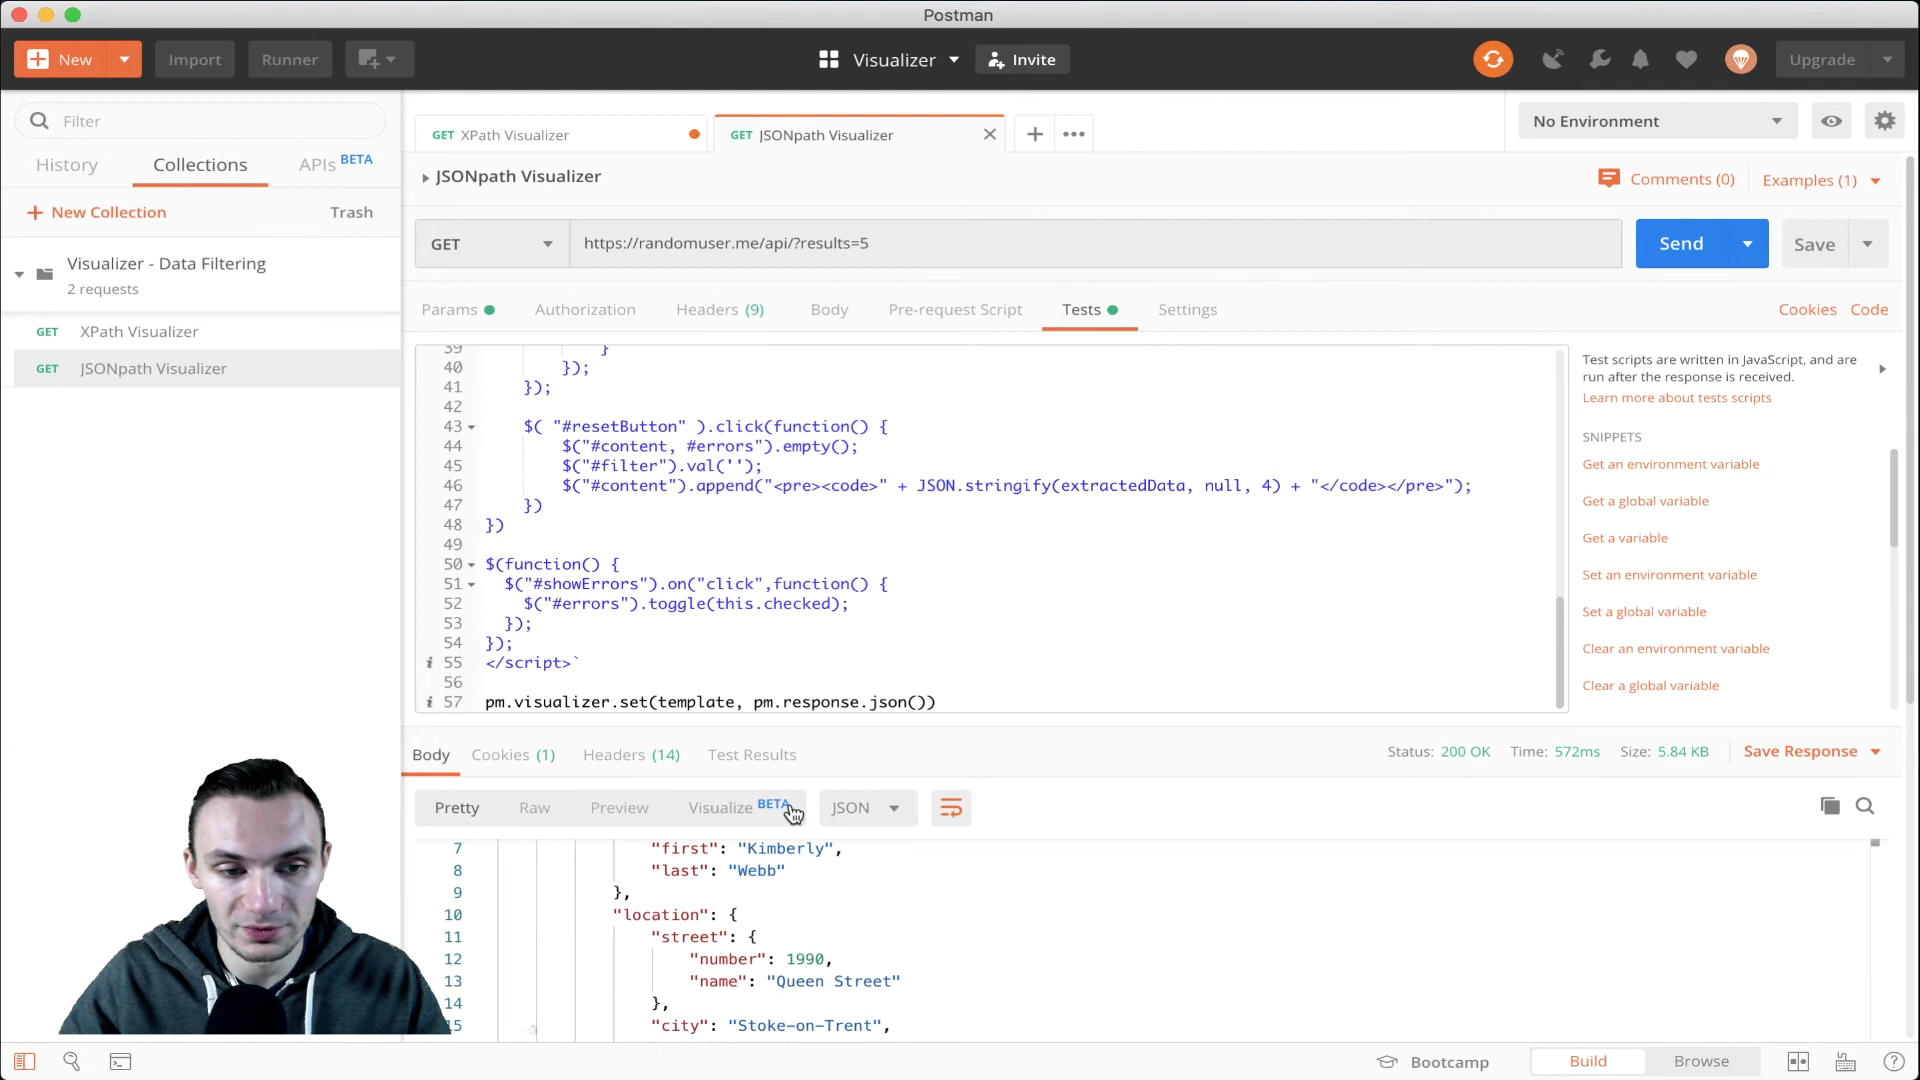 Postman
New
Import
Runner
Visualizer
Invite
Upgrade
Filter
GET XPath Visualizer
GET JSONpath Visualizer
No Environment
History
Collections
APIs BETA
New Collection
Trash
Visualizer - Data Filtering
2 requests
GET XPath Visualizer
GET JSONpath Visualizer
JSONpath Visualizer
Comments (0)
Examples (1)
GET
https://randomuser.me/api/?results=5
Send
Save
Params
Authorization
Headers (9)
Body
Pre-request Script
Tests
Settings
Cookies
Code
39 }
40 });
41 });
42
43 $( "#resetButton" ).click(function() {
44 $("#content, #errors").empty();
45 $("#filter").val('');
46 $("#content").append("<pre><code>" + JSON.stringify(extractedData, null, 4) + "</code></pre>");
47 })
48 })
49
50 $(function() {
51 $("#showErrors").on("click",function() {
52 $("#errors").toggle(this.checked);
53 });
54 });
i 55 </script>`
56
i 57 pm.visualizer.set(template, pm.response.json())
Test scripts are written in JavaScript, and are
run after the response is received.
Learn more about tests scripts
SNIPPETS
Get an environment variable
Get a global variable
Get a variable
Set an environment variable
Set a global variable
Clear an environment variable
Clear a global variable
Body
Cookies (1)
Headers (14)
Test Results
Status: 200 OK
Time: 572ms
Size: 5.84 KB
Save Response
Pretty
Raw
Preview
Visualize BETA
JSON
7 "first": "Kimberly",
8 "last": "Webb"
9 },
10 "location": {
11 "street": {
12 "number": 1990,
13 "name": "Queen Street"
14 },
15 "city": "Stoke-on-Trent",
Bootcamp
Build
Browse